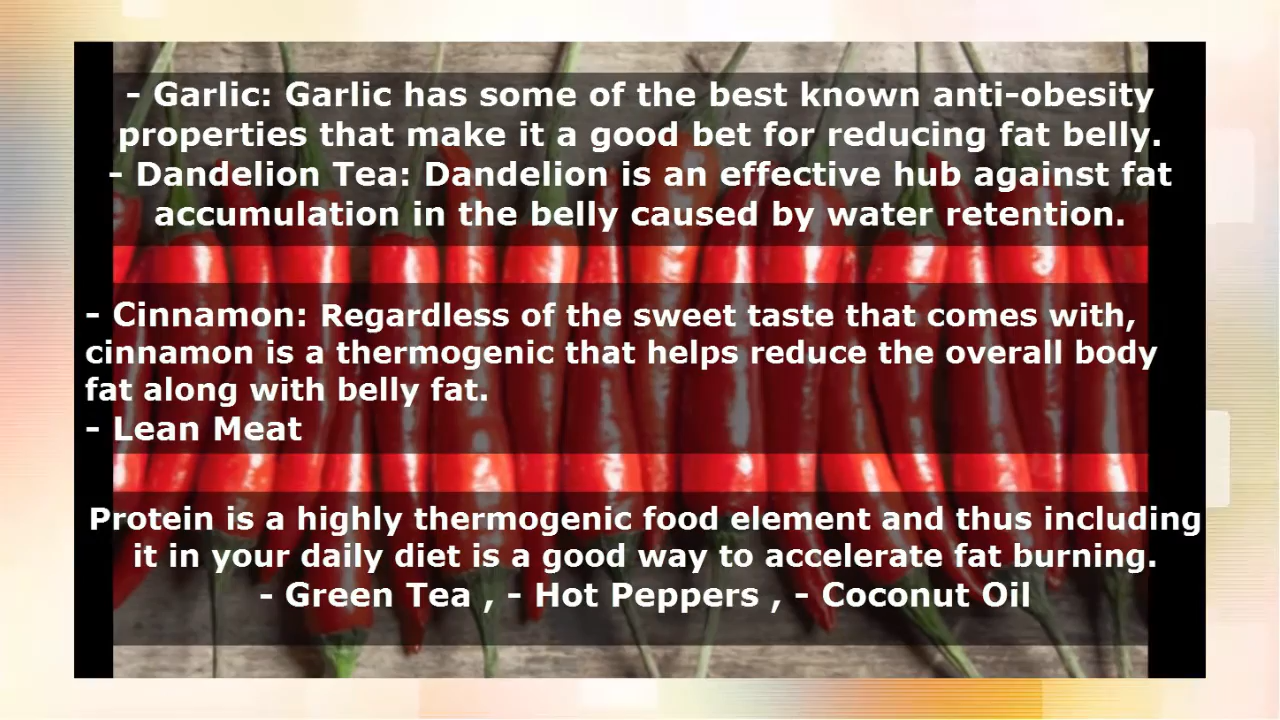 - Garlic: Garlic has some of the best known anti-obesity
properties that make it a good bet for reducing fat belly.
- Dandelion Tea: Dandelion is an effective hub against fat
accumulation in the belly caused by water retention.
- Cinnamon: Regardless of the sweet taste that comes with,
cinnamon is a thermogenic that helps reduce the overall body
fat along with belly fat.
- Lean Meat
Protein is a highly thermogenic food element and thus including
it in your daily diet is a good way to accelerate fat burning.
- Green Tea , - Hot Peppers , - Coconut Oil